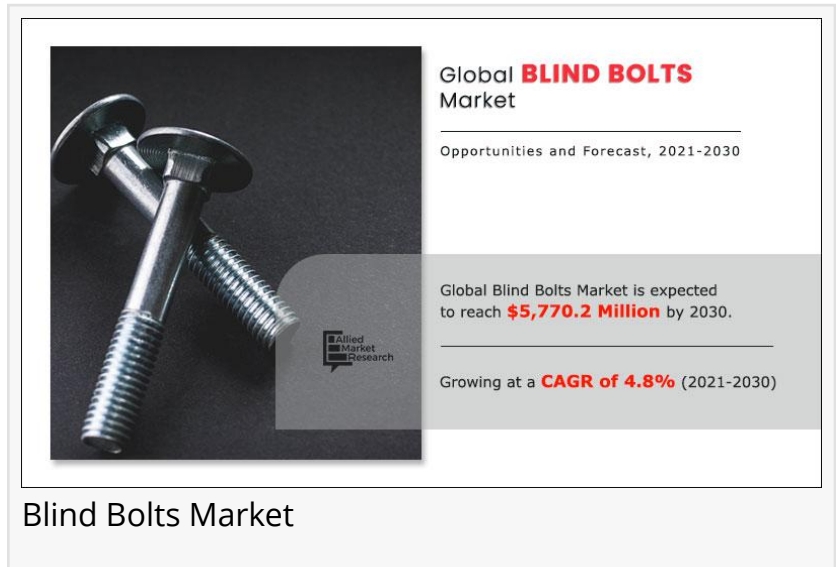 Global BLIND BOLTS
Market
Opportunities and Forecast, 2021-2030
Global Blind Bolts Market is expected
to reach $5,770.2 Million by 2030.
Allied
Market
Research
Growing at a CAGR of 4.8% (2021-2030)
Blind Bolts Market